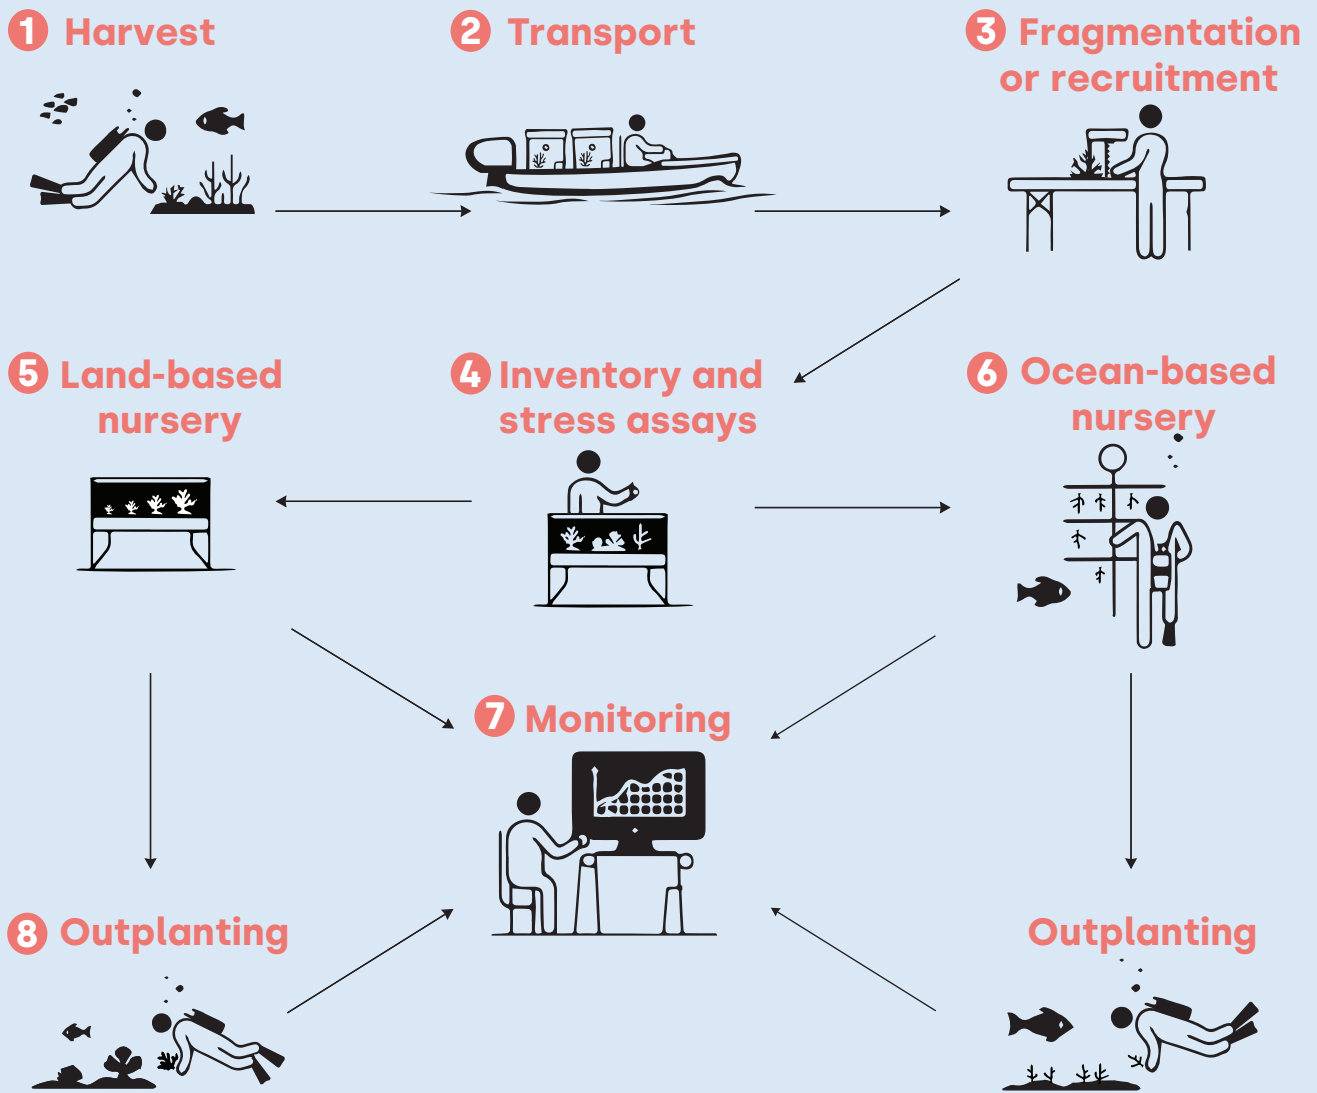 1 Harvest
2 Transport
3 Fragmentation
or recruitment
5 Land-based
nursery
4 Inventory and
stress assays
6 Ocean-based
nursery
7 Monitoring
8 Outplanting
Outplanting